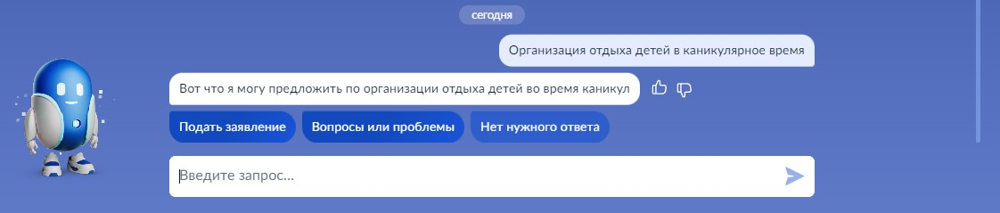 сегодня
Организация отдыха детей в каникулярное время
Вот что я могу предложить по организации отдыха детей во время каникул
Подать заявление
Вопросы или проблемы
Нет нужного ответа
Введите запрос...